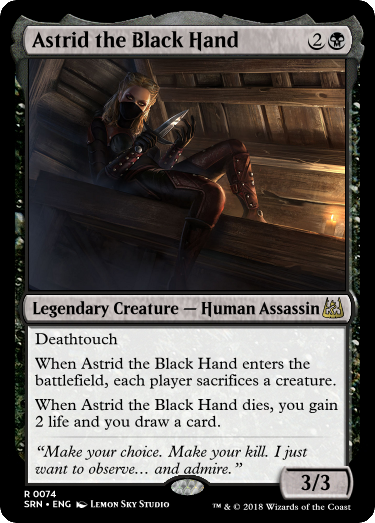 Astrid the Black Hand 2
Legendary Creature — Human Assassin
Deathtouch
When Astrid the Black Hand enters the
battlefield, each player sacrifices a creature.
When Astrid the Black Hand dies, you gain
2 life and you draw a card.
“Make your choice. Make your kill. I just
want to observe… and admire.”
3/3
R 0074
SRN • ENG Lemon Sky Studio
™ & © 2018 Wizards of the Coast